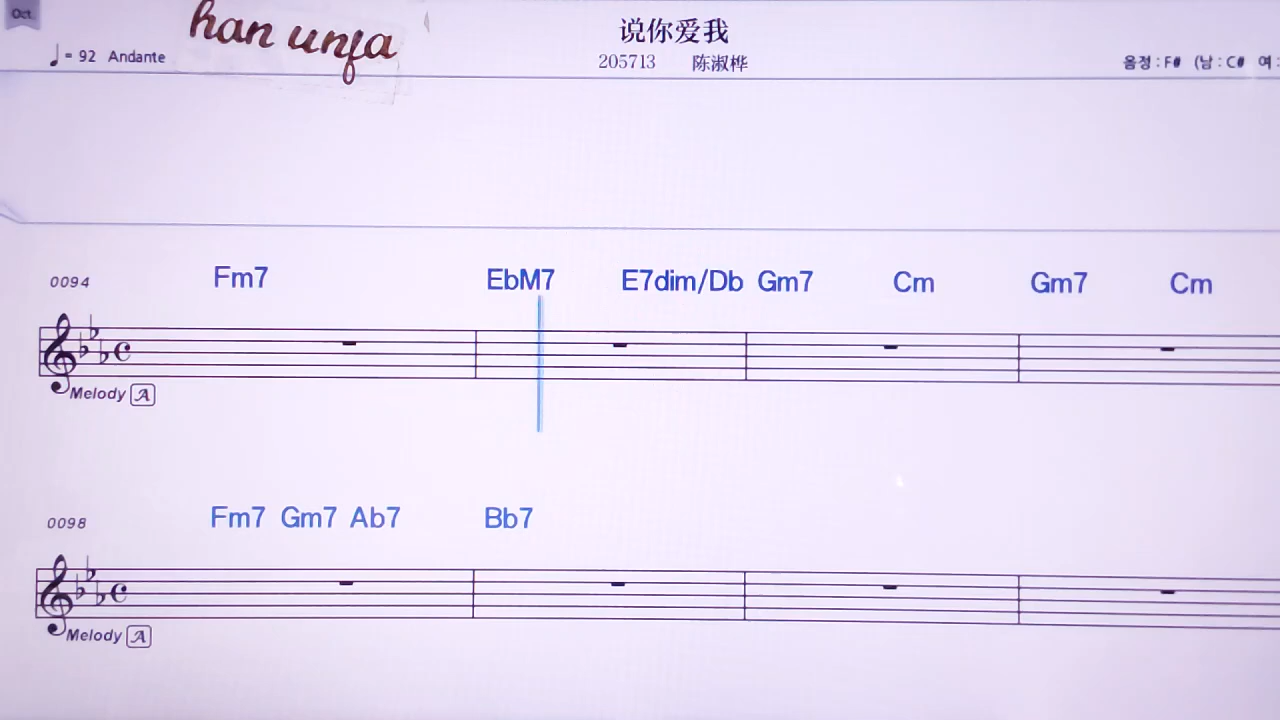 Oct.
han unfa
说你爱我
♩ = 92 Andante
205713 陈淑桦
음정 : F# (남 : C# 여 :
0094 Fm7 EbM7 E7dim/Db Gm7 Cm Gm7 Cm
Melody A
0098 Fm7 Gm7 Ab7 Bb7
Melody A